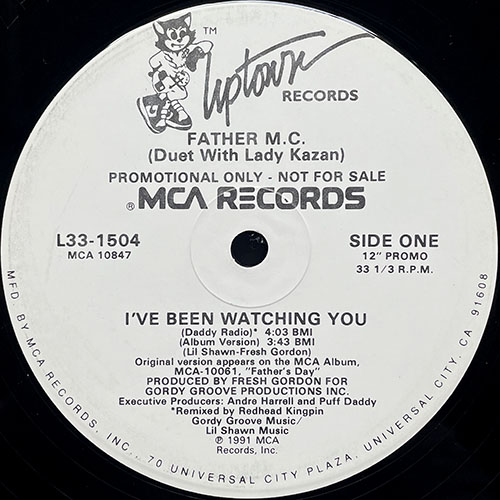 TM
Uptown
RECORDS
FATHER M.C.
(Duet With Lady Kazan)
PROMOTIONAL ONLY - NOT FOR SALE
® MCA RECORDS
L33-1504
MCA 10847
SIDE ONE
12" PROMO
33 1/3 R.P.M.
I'VE BEEN WATCHING YOU
(Daddy Radio)* 4:03 BMI
(Album Version) 3:43 BMI
(Lil Shawn-Fresh Gordon)
Original version appears on the MCA Album,
MCA-10061, "Father's Day"
PRODUCED BY FRESH GORDON FOR
GORDY GROOVE PRODUCTIONS INC.
Executive Producers: Andre Harrell and Puff Daddy
*Remixed by Redhead Kingpin
Gordy Groove Music/
Lil Shawn Music
℗ 1991 MCA
Records, Inc.
MFD. BY MCA RECORDS, INC., 70 UNIVERSAL CITY PLAZA, UNIVERSAL CITY, CA 91608